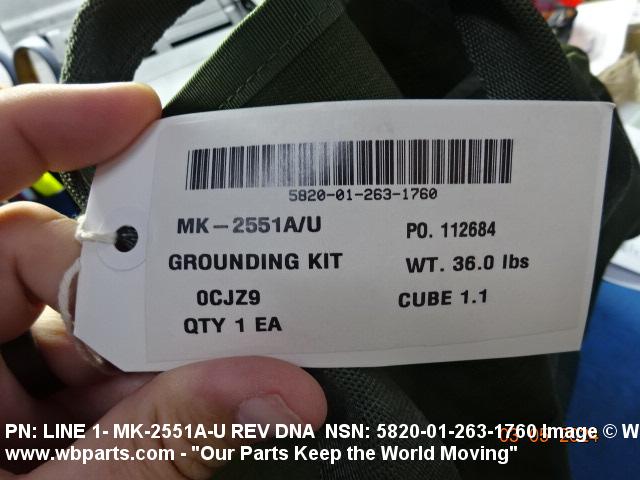 5820-01-263-1760
MK-2551A/U
PO. 112684
GROUNDING KIT
WT. 36.0 lbs
0CJZ9
CUBE 1.1
QTY 1 EA
PN: LINE 1- MK-2551A-U REV DNA NSN: 5820-01-263-1760 Image © W
www.wbparts.com - "Our Parts Keep the World Moving"